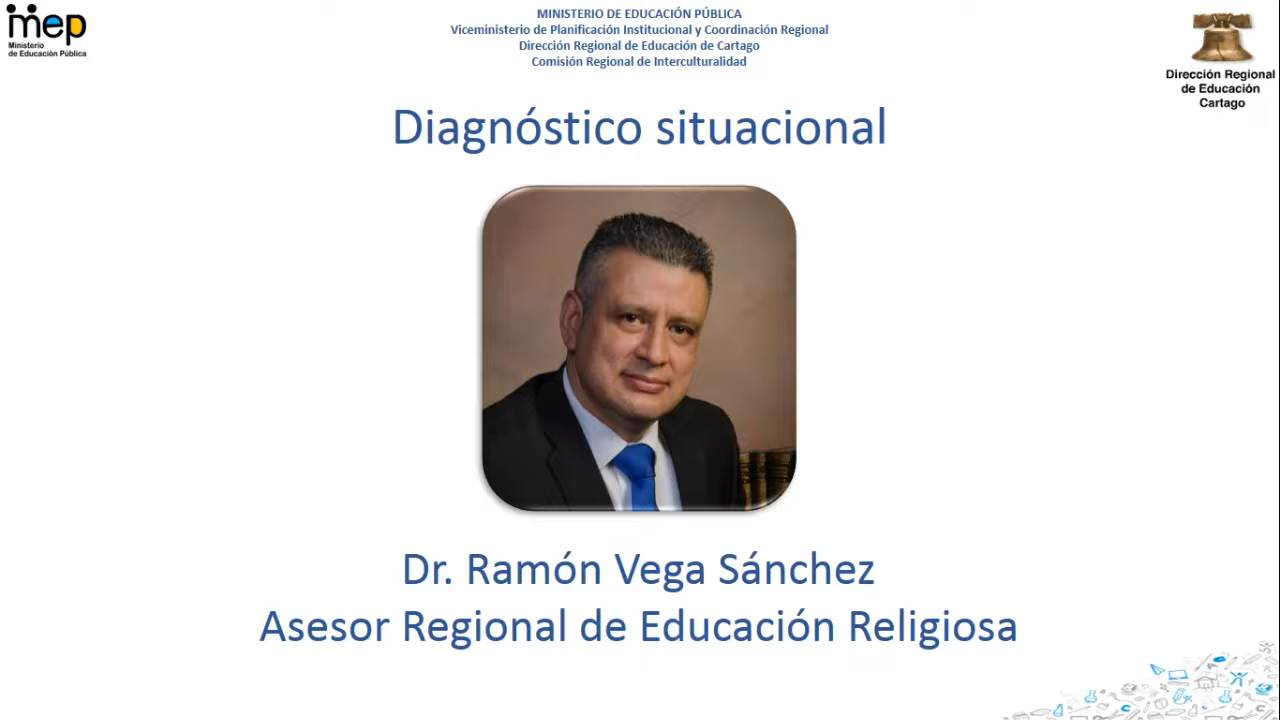 mep
Ministerio
de Educación Pública
MINISTERIO DE EDUCACIÓN PÚBLICA
Viceministerio de Planificación Institucional y Coordinación Regional
Dirección Regional de Educación de Cartago
Comisión Regional de Interculturalidad
Dirección Regional
de Educación
Cartago
Diagnóstico situacional
Dr. Ramón Vega Sánchez
Asesor Regional de Educación Religiosa